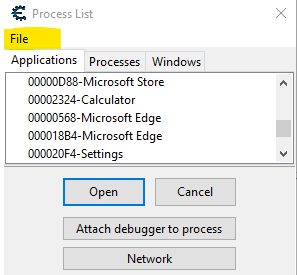 Process List
File
Applications
Processes
Windows
00000D88-Microsoft Store
00002324-Calculator
00000568-Microsoft Edge
000018B4-Microsoft Edge
000020F4-Settings
Open
Cancel
Attach debugger to process
Network